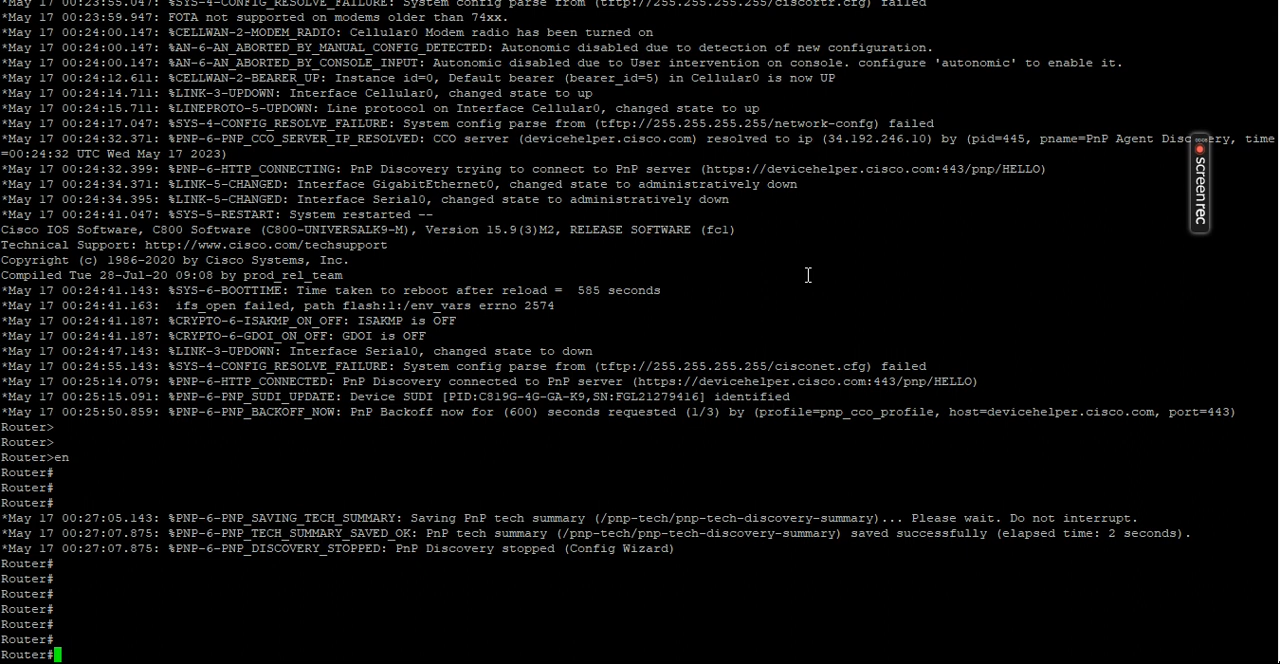 *May 17 00:23:55.047: %SYS-4-CONFIG_RESOLVE_FAILURE: System config parse from (tftp://255.255.255.255/ciscortr.cfg) failed
*May 17 00:23:59.947: FOTA not supported on modems older than 74xx.
*May 17 00:24:00.147: %CELLWAN-2-MODEM_RADIO: Cellular0 Modem radio has been turned on
*May 17 00:24:00.147: %AN-6-AN_ABORTED_BY_MANUAL_CONFIG_DETECTED: Autonomic disabled due to detection of new configuration.
*May 17 00:24:00.147: %AN-6-AN_ABORTED_BY_CONSOLE_INPUT: Autonomic disabled due to User intervention on console. configure 'autonomic' to enable it.
*May 17 00:24:12.611: %CELLWAN-2-BEARER_UP: Instance id=0, Default bearer (bearer_id=5) in Cellular0 is now UP
*May 17 00:24:14.711: %LINK-3-UPDOWN: Interface Cellular0, changed state to up
*May 17 00:24:15.711: %LINEPROTO-5-UPDOWN: Line protocol on Interface Cellular0, changed state to up
*May 17 00:24:17.047: %SYS-4-CONFIG_RESOLVE_FAILURE: System config parse from (tftp://255.255.255.255/network-confg) failed
*May 17 00:24:32.371: %PNP-6-PNP_CCO_SERVER_IP_RESOLVED: CCO server (devicehelper.cisco.com) resolved to ip (34.192.246.10) by (pid=445, pname=PnP Agent Discovery, time
=00:24:32 UTC Wed May 17 2023)
*May 17 00:24:32.399: %PNP-6-HTTP_CONNECTING: PnP Discovery trying to connect to PnP server (https://devicehelper.cisco.com:443/pnp/HELLO)
*May 17 00:24:34.371: %LINK-5-CHANGED: Interface GigabitEthernet0, changed state to administratively down
*May 17 00:24:34.395: %LINK-5-CHANGED: Interface Serial0, changed state to administratively down
*May 17 00:24:41.047: %SYS-5-RESTART: System restarted --
Cisco IOS Software, C800 Software (C800-UNIVERSALK9-M), Version 15.9(3)M2, RELEASE SOFTWARE (fc1)
Technical Support: http://www.cisco.com/techsupport
Copyright (c) 1986-2020 by Cisco Systems, Inc.
Compiled Tue 28-Jul-20 09:08 by prod_rel_team
*May 17 00:24:41.143: %SYS-6-BOOTTIME: Time taken to reboot after reload =  585 seconds
*May 17 00:24:41.163:  ifs_open failed, path flash:1:/env_vars errno 2574
*May 17 00:24:41.187: %CRYPTO-6-ISAKMP_ON_OFF: ISAKMP is OFF
*May 17 00:24:41.187: %CRYPTO-6-GDOI_ON_OFF: GDOI is OFF
*May 17 00:24:47.143: %LINK-3-UPDOWN: Interface Serial0, changed state to down
*May 17 00:24:55.143: %SYS-4-CONFIG_RESOLVE_FAILURE: System config parse from (tftp://255.255.255.255/cisconet.cfg) failed
*May 17 00:25:14.079: %PNP-6-HTTP_CONNECTED: PnP Discovery connected to PnP server (https://devicehelper.cisco.com:443/pnp/HELLO)
*May 17 00:25:15.091: %PNP-6-PNP_SUDI_UPDATE: Device SUDI [PID:C819G-4G-GA-K9,SN:FGL21279416] identified
*May 17 00:25:50.859: %PNP-6-PNP_BACKOFF_NOW: PnP Backoff now for (600) seconds requested (1/3) by (profile=pnp_cco_profile, host=devicehelper.cisco.com, port=443)
Router>
Router>
Router>en
Router#
Router#
Router#
*May 17 00:27:05.143: %PNP-6-PNP_SAVING_TECH_SUMMARY: Saving PnP tech summary (/pnp-tech/pnp-tech-discovery-summary)... Please wait. Do not interrupt.
*May 17 00:27:07.875: %PNP-6-PNP_TECH_SUMMARY_SAVED_OK: PnP tech summary (/pnp-tech/pnp-tech-discovery-summary) saved successfully (elapsed time: 2 seconds).
*May 17 00:27:07.875: %PNP-6-PNP_DISCOVERY_STOPPED: PnP Discovery stopped (Config Wizard)
Router#
Router#
Router#
Router#
Router#
Router#
Router#
screenrec